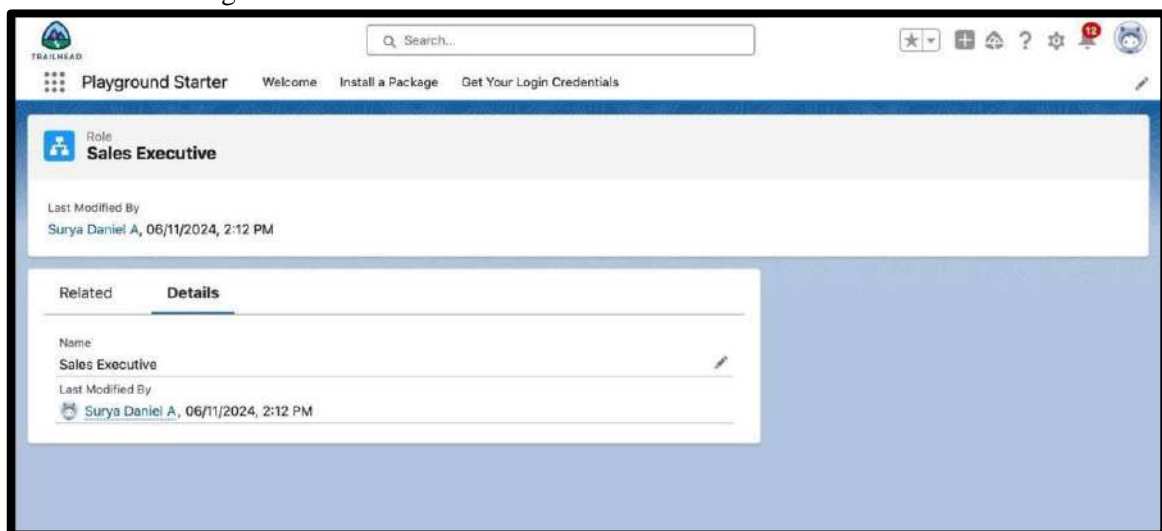 TRAILHEAD
Search...
12
Playground Starter Welcome Install a Package Get Your Login Credentials
Role
Sales Executive
Last Modified By
Surya Daniel A, 06/11/2024, 2:12 PM
Related Details
Name
Sales Executive
Last Modified By
Surya Daniel A, 06/11/2024, 2:12 PM